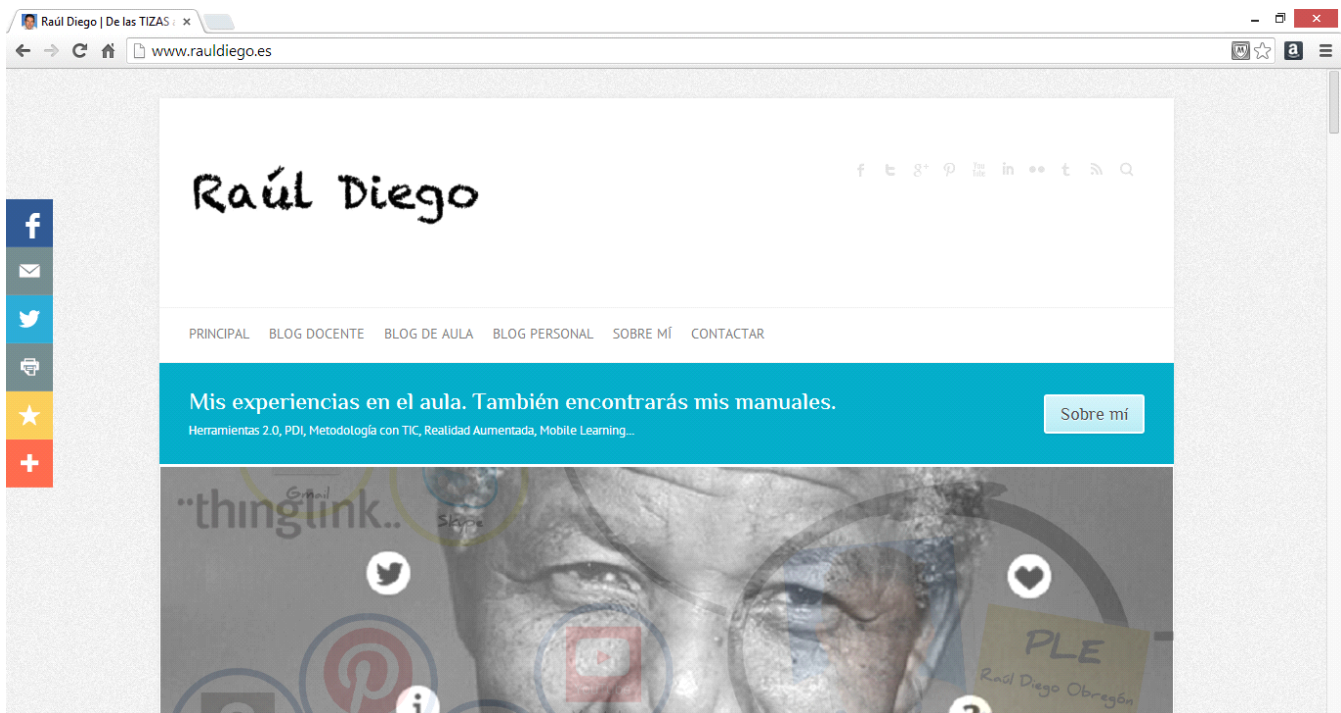 Raúl Diego | De las TIZAS
www.rauldiego.es
Raúl Diego
PRINCIPAL BLOG DOCENTE BLOG DE AULA BLOG PERSONAL SOBRE MÍ CONTACTAR
Mis experiencias en el aula. También encontrarás mis manuales.
Sobre mí
Herramientas 2.0, PDI, Metodología con TIC, Realidad Aumentada, Mobile Learning...
Gmail
thinglink..
Skype
PLE
Raúl Diego Obregón